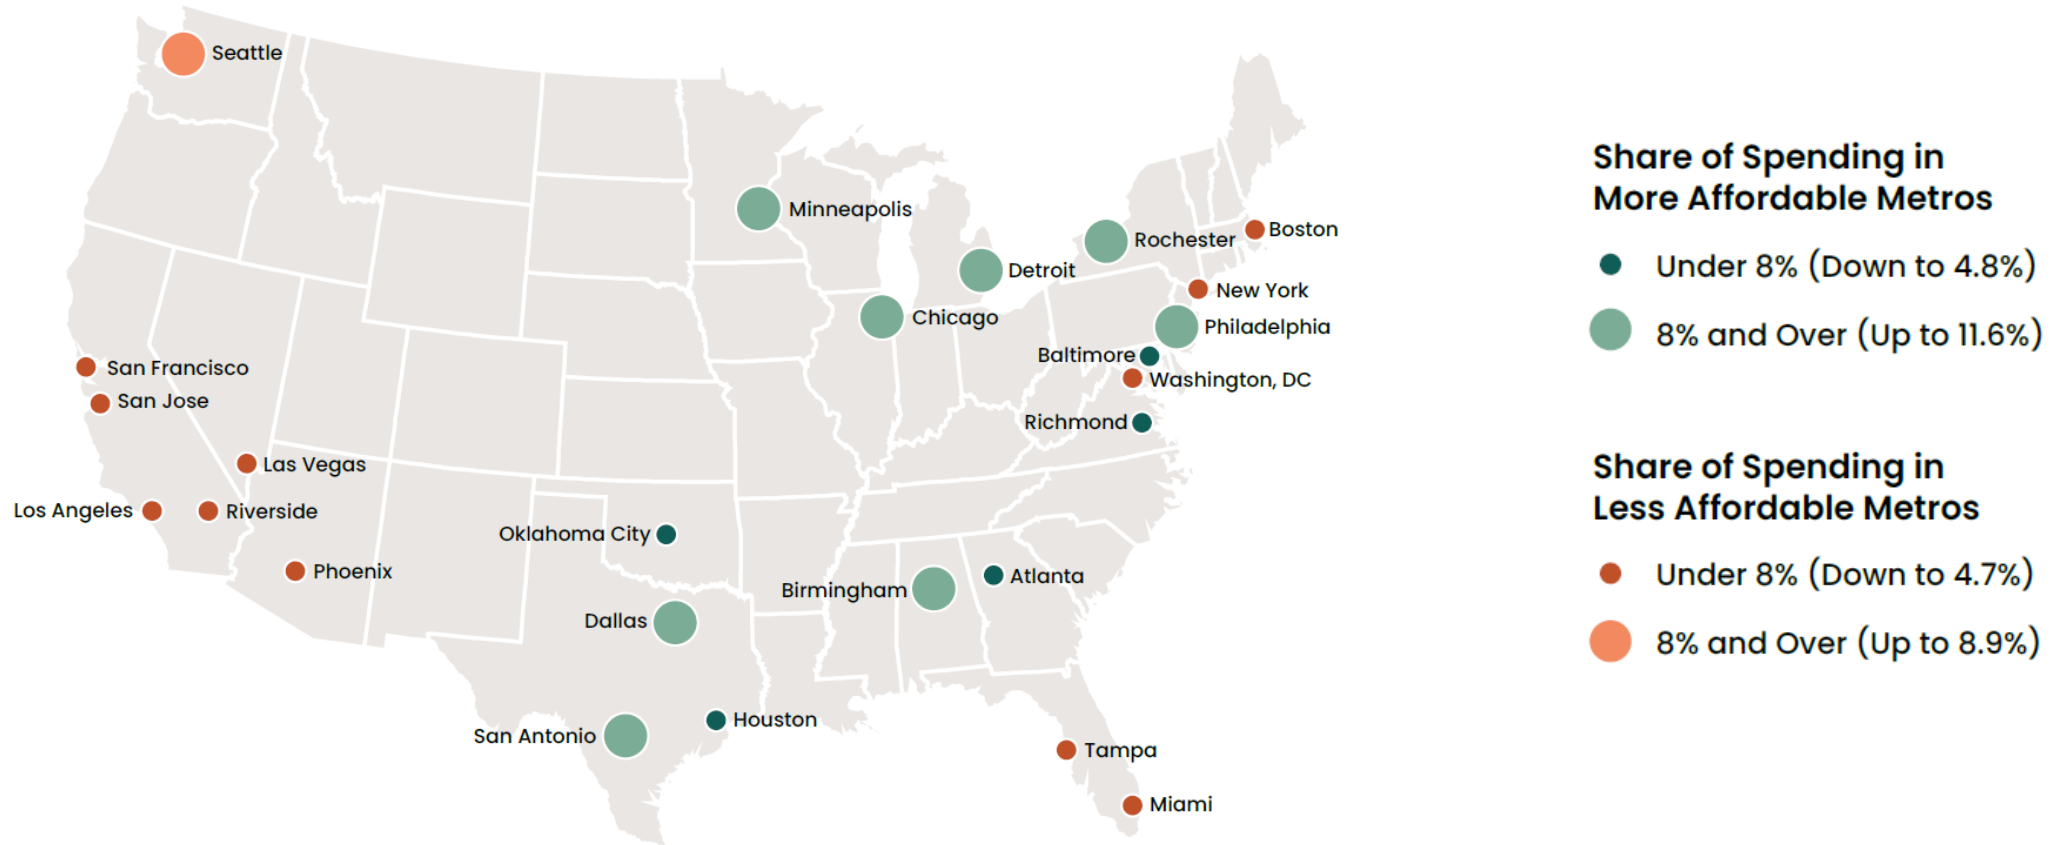 Seattle
Minneapolis
Rochester
Boston
Detroit
New York
Chicago
Philadelphia
Baltimore
Washington, DC
San Francisco
San Jose
Richmond
Las Vegas
Los Angeles
Riverside
Oklahoma City
Phoenix
Atlanta
Birmingham
Dallas
Houston
San Antonio
Tampa
Miami
Share of Spending in
More Affordable Metros
Under 8% (Down to 4.8%)
8% and Over (Up to 11.6%)
Share of Spending in
Less Affordable Metros
Under 8% (Down to 4.7%)
8% and Over (Up to 8.9%)